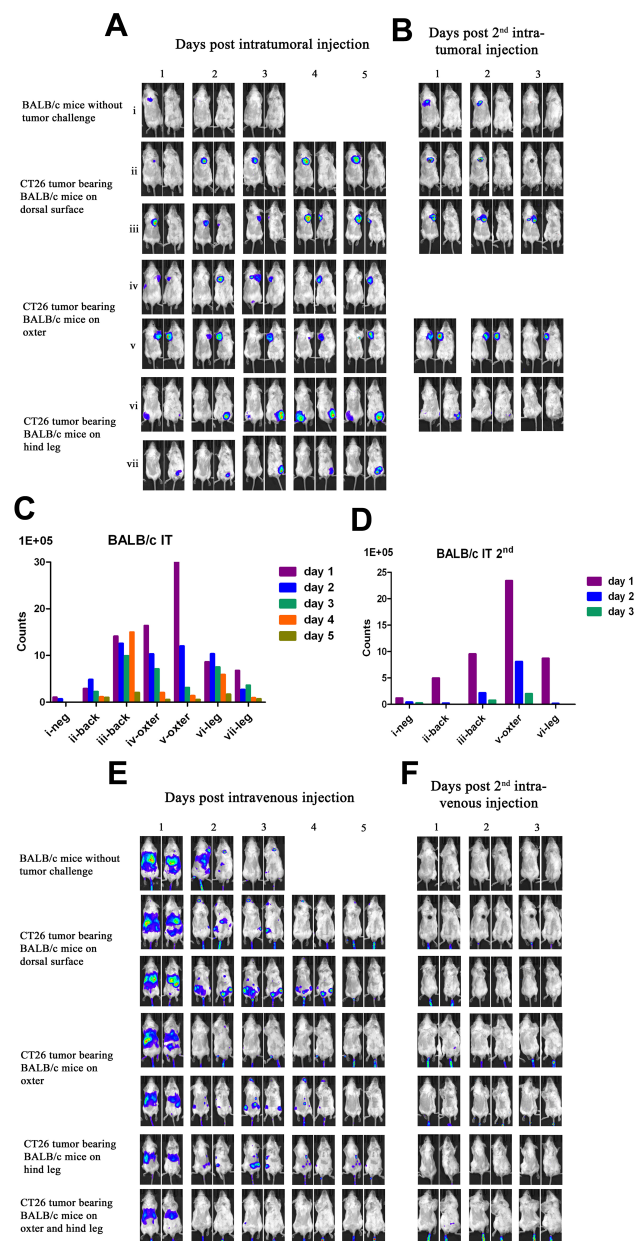 A
Days post intratumoral injection
B
Days post 2nd intra-
tumoral injection
1 2 3 4 5
1 2 3
BALB/c mice without
tumor challenge
i
ii
CT26 tumor bearing
BALB/c mice on
dorsal surface
iii
iv
CT26 tumor bearing
BALB/c mice on
oxter
v
vi
CT26 tumor bearing
BALB/c mice on
hind leg
vii
C
BALB/c IT
1E+05
30
20
10
0
Counts
day 1
day 2
day 3
day 4
day 5
i-neg
ii-back
iii-back
iv-oxter
v-oxter
vi-leg
vii-leg
D
BALB/c IT 2nd
1E+05
25
20
15
10
5
0
Counts
day 1
day 2
day 3
i-neg
ii-back
iii-back
v-oxter
vi-leg
E
Days post intravenous injection
F
Days post 2nd intra-
venous injection
1 2 3 4 5
1 2 3
BALB/c mice without
tumor challenge
CT26 tumor bearing
BALB/c mice on
dorsal surface
CT26 tumor bearing
BALB/c mice on
oxter
CT26 tumor bearing
BALB/c mice on
hind leg
CT26 tumor bearing
BALB/c mice on
oxter and hind leg